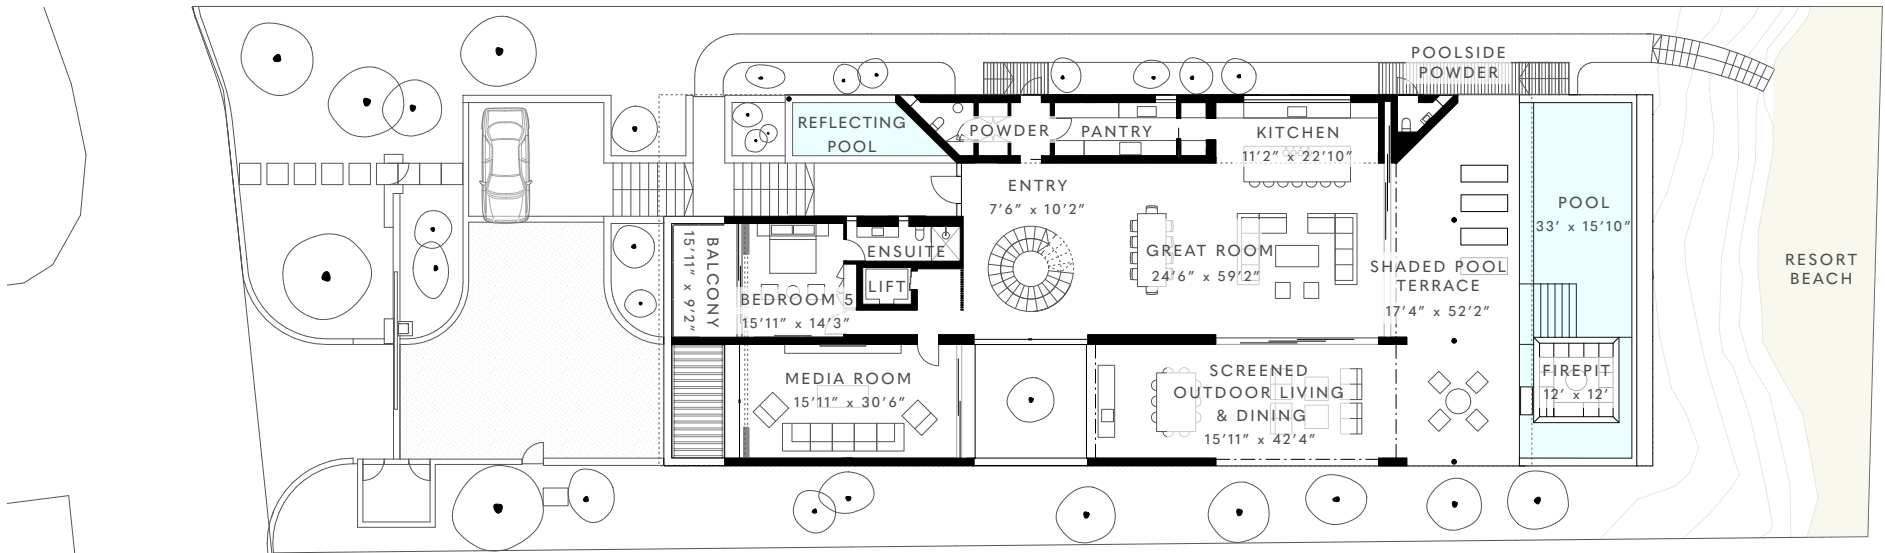 POOLSIDE
POWDER
REFLECTING
POOL
POWDER
PANTRY
KITCHEN
11'2" x 22'10"
ENTRY
7'6" x 10'2"
POOL
33' x 15'10"
BALCONY
15'11" x 9'2"
ENSUITE
LIFT
GREAT ROOM
24'6" x 59'2"
SHADED POOL
TERRACE
17'4" x 52'2"
RESORT
BEACH
BEDROOM 5
15'11" x 14'3"
MEDIA ROOM
15'11" x 30'6"
SCREENED
OUTDOOR LIVING
& DINING
15'11" x 42'4"
FIREPIT
12' x 12'